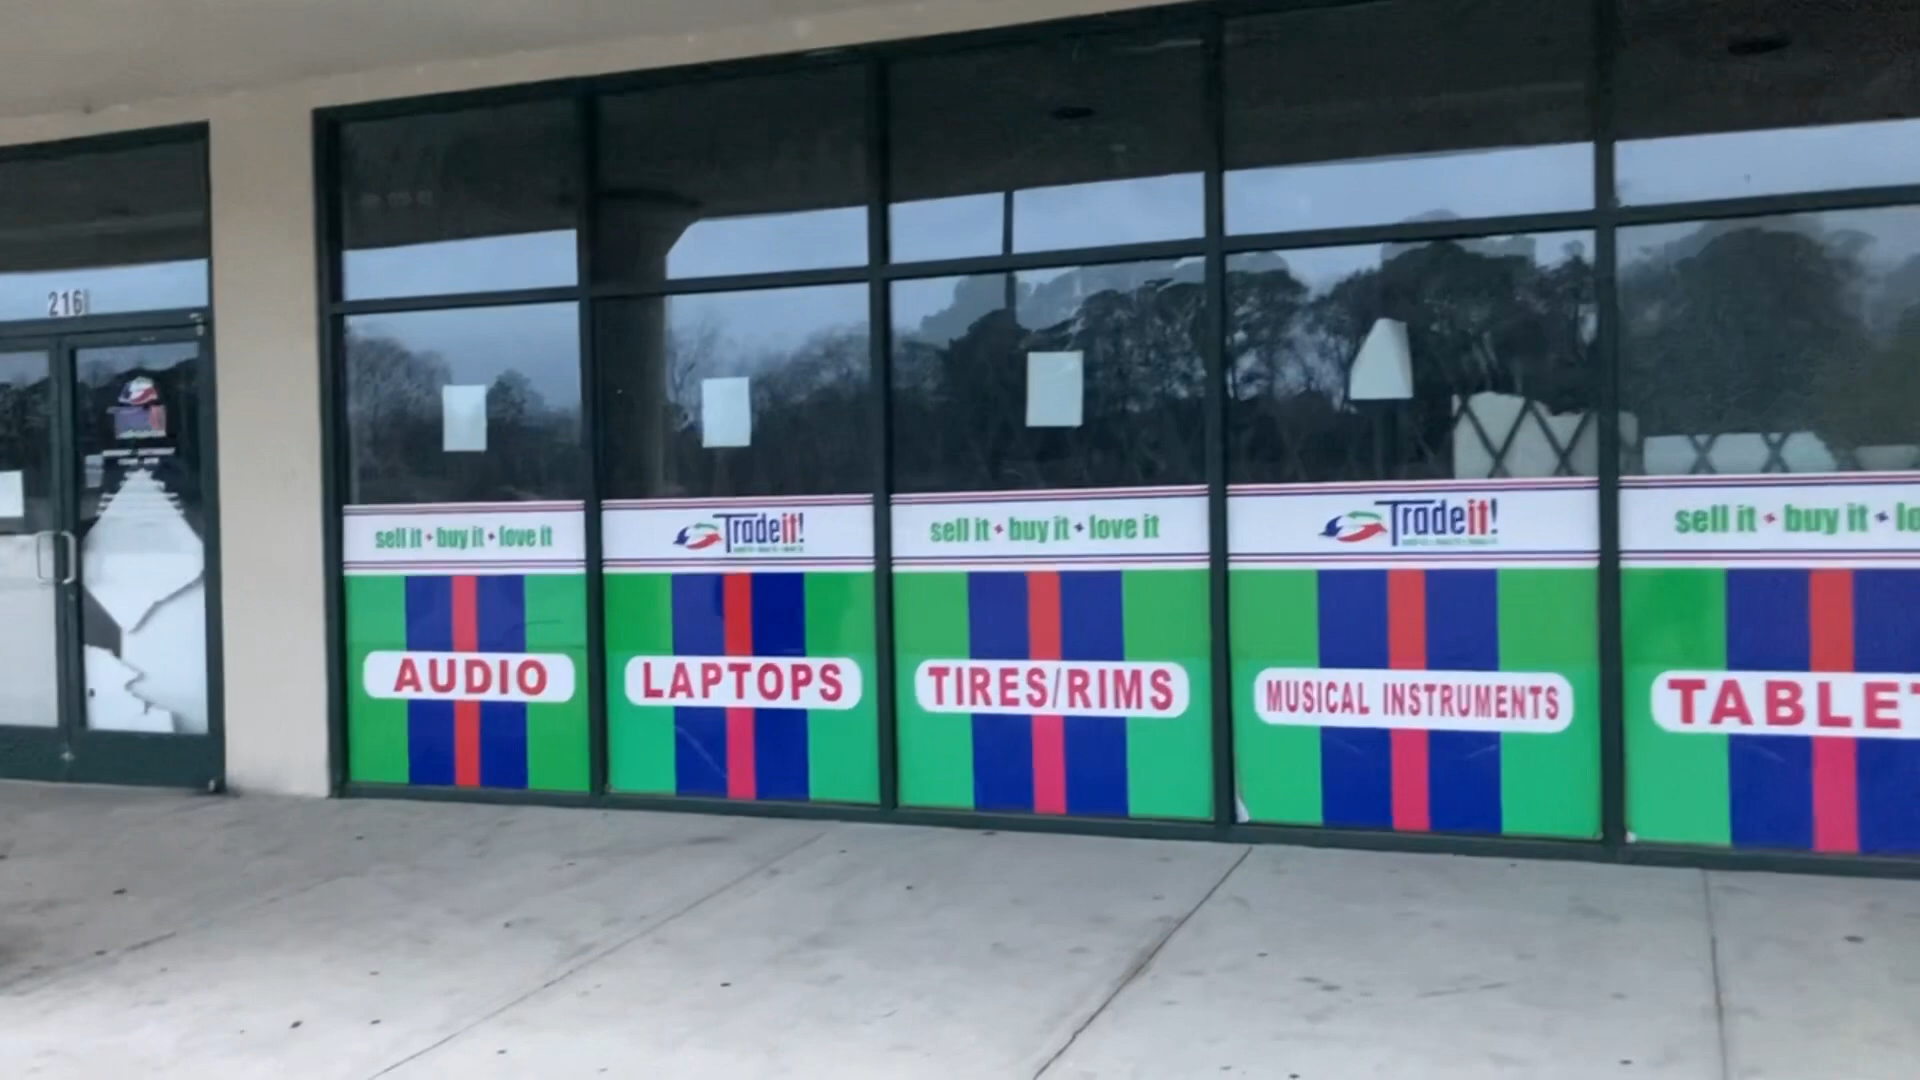 216
sell it • buy it • love it
Tradeit!
sell it • buy it • love it
Tradeit!
sell it • buy it • lo
AUDIO
LAPTOPS
TIRES/RIMS
MUSICAL INSTRUMENTS
TABLET